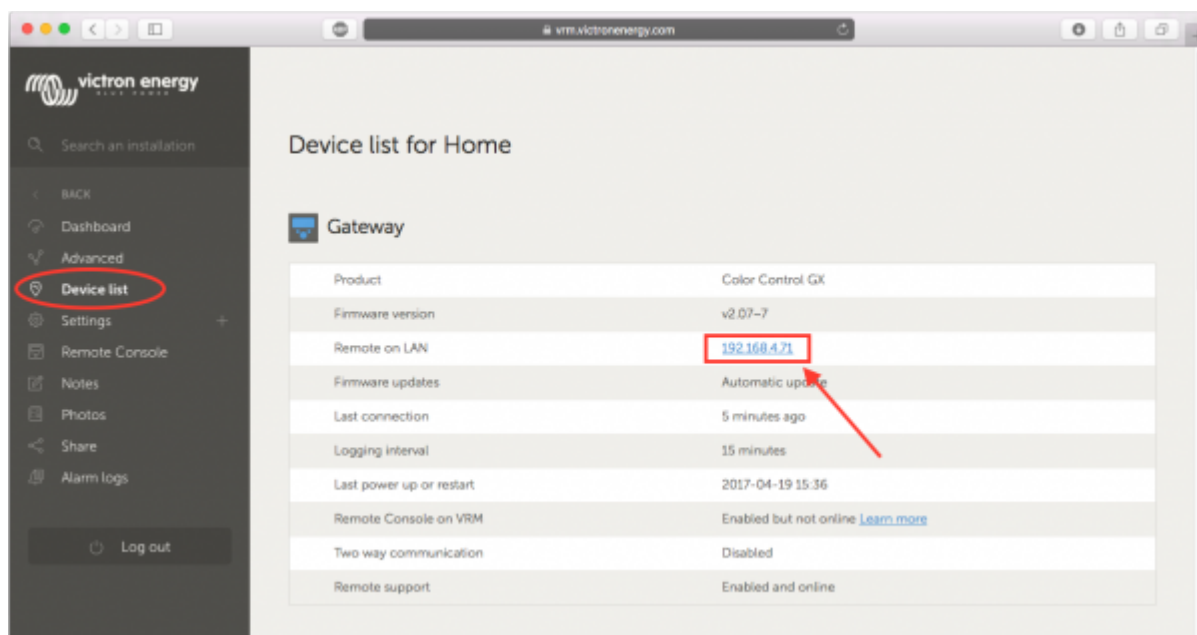 vrm.victronenergy.com
victron energy
BLUE POWER
Search an installation
BACK
Dashboard
Advanced
Device list
Settings
Remote Console
Notes
Photos
Share
Alarm logs
Log out
Device list for Home
Gateway
Product Color Control GX
Firmware version v2.07–7
Remote on LAN 192.168.4.71
Firmware updates Automatic update
Last connection 5 minutes ago
Logging interval 15 minutes
Last power up or restart 2017-04-19 15:36
Remote Console on VRM Enabled but not online Learn more
Two way communication Disabled
Remote support Enabled and online